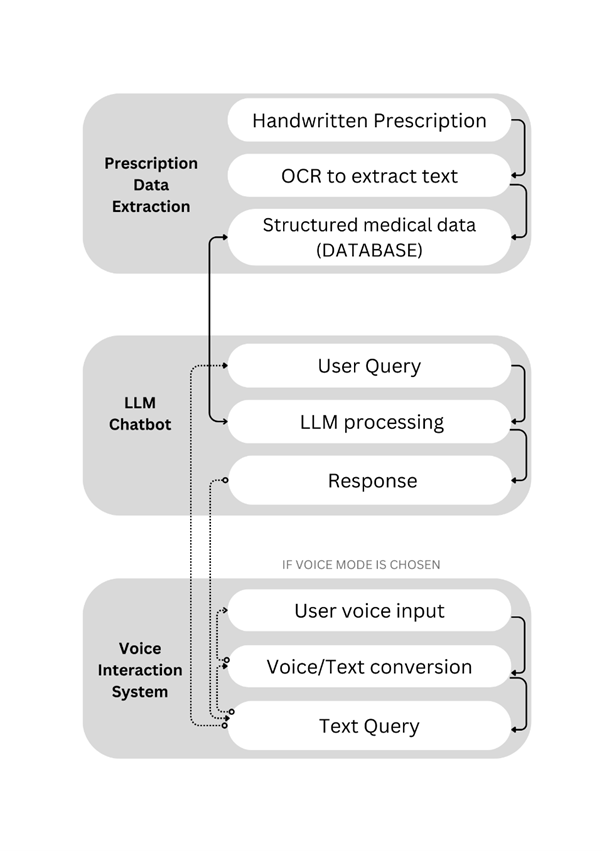 Handwritten Prescription
Prescription
Data
Extraction
OCR to extract text
Structured medical data
(DATABASE)
User Query
LLM
Chatbot
LLM processing
Response
IF VOICE MODE IS CHOSEN
User voice input
Voice
Interaction
System
Voice/Text conversion
Text Query